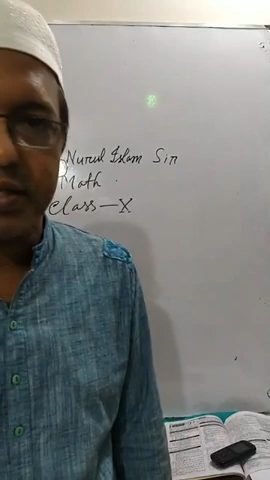 Nurul Islam Sir
Math .
Class — X